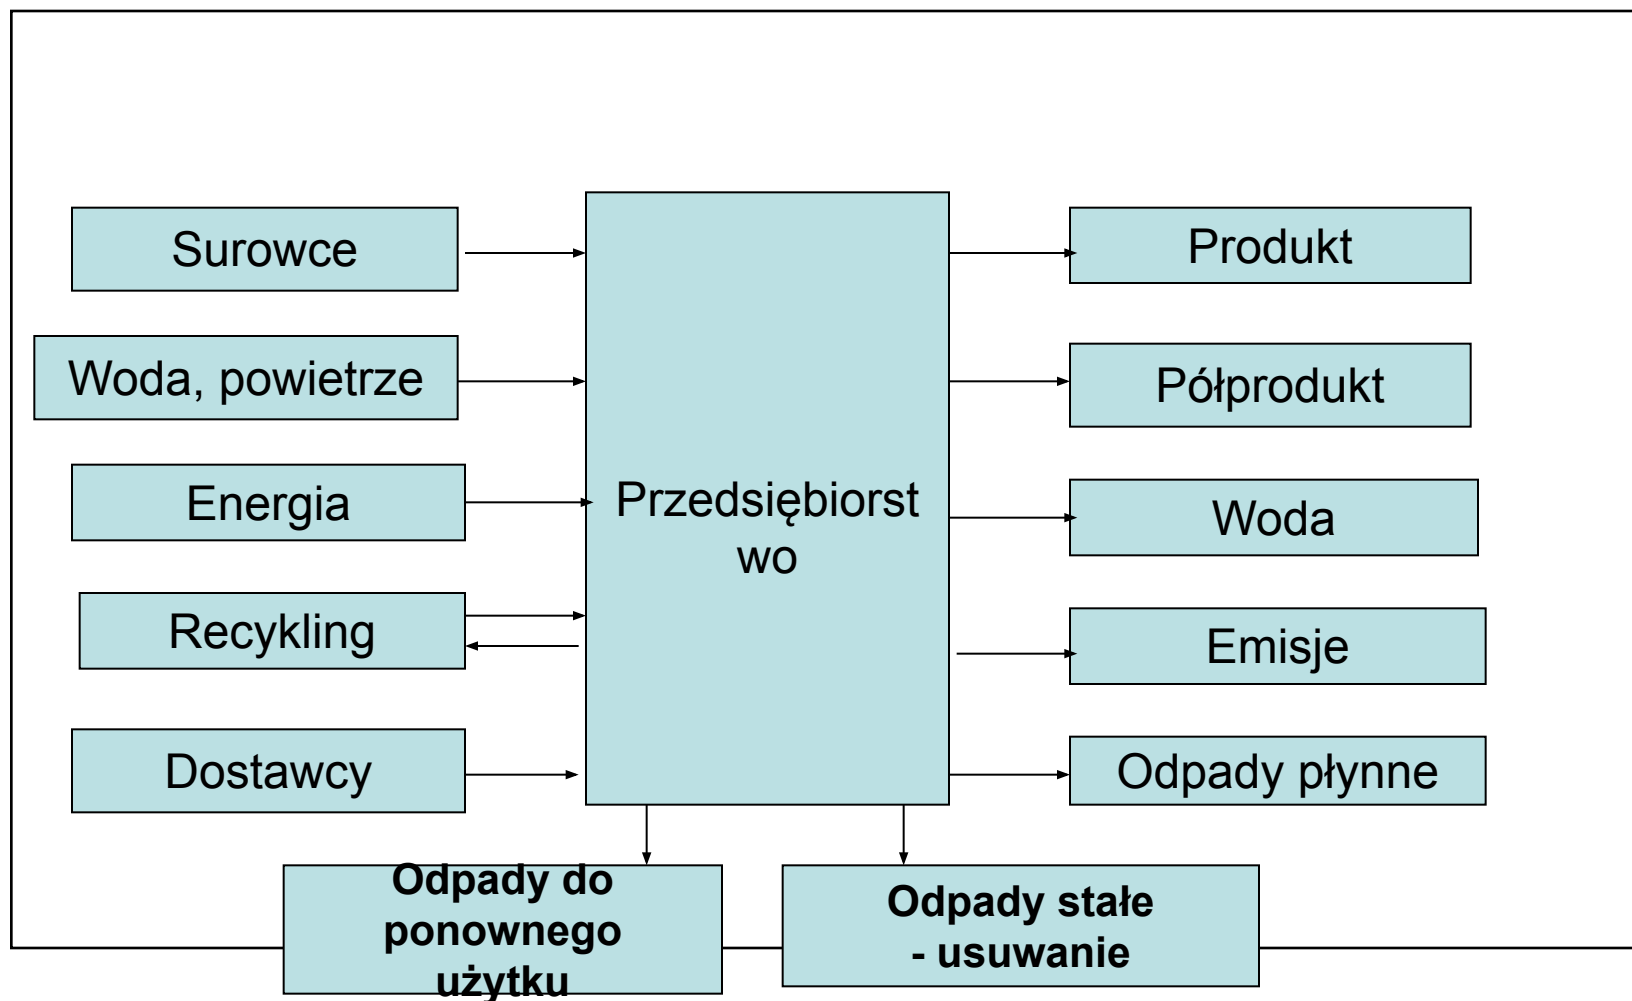 Surowce
Woda, powietrze
Energia
Recykling
Dostawcy
Przedsiębiorst
wo
Produkt
Półprodukt
Woda
Emisje
Odpady płynne
Odpady do
ponownego
użytku
Odpady stałe
- usuwanie